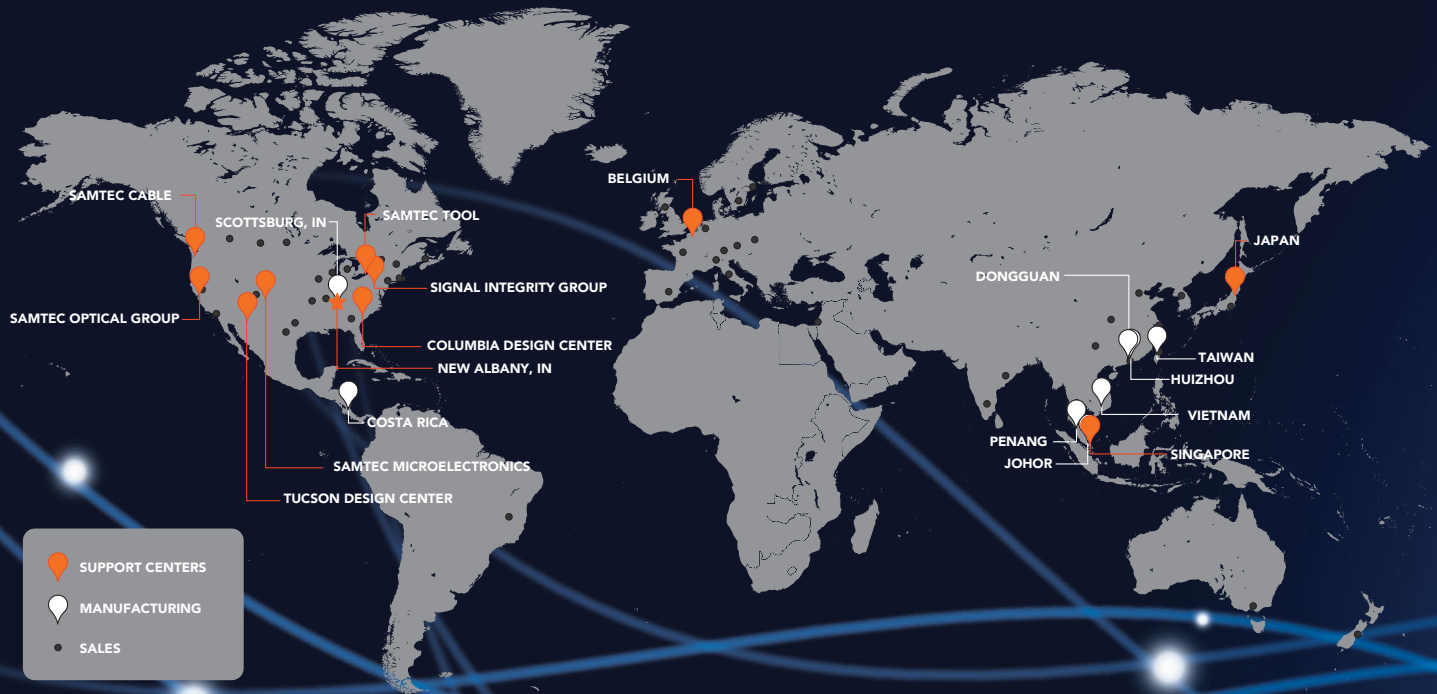 SAMTEC CABLE
SCOTTSBURG, IN
SAMTEC TOOL
SIGNAL INTEGRITY GROUP
SAMTEC OPTICAL GROUP
COLUMBIA DESIGN CENTER
NEW ALBANY, IN
COSTA RICA
SAMTEC MICROELECTRONICS
TUCSON DESIGN CENTER
BELGIUM
JAPAN
DONGGUAN
TAIWAN
HUIZHOU
VIETNAM
PENANG
SINGAPORE
JOHOR
SUPPORT CENTERS
MANUFACTURING
SALES